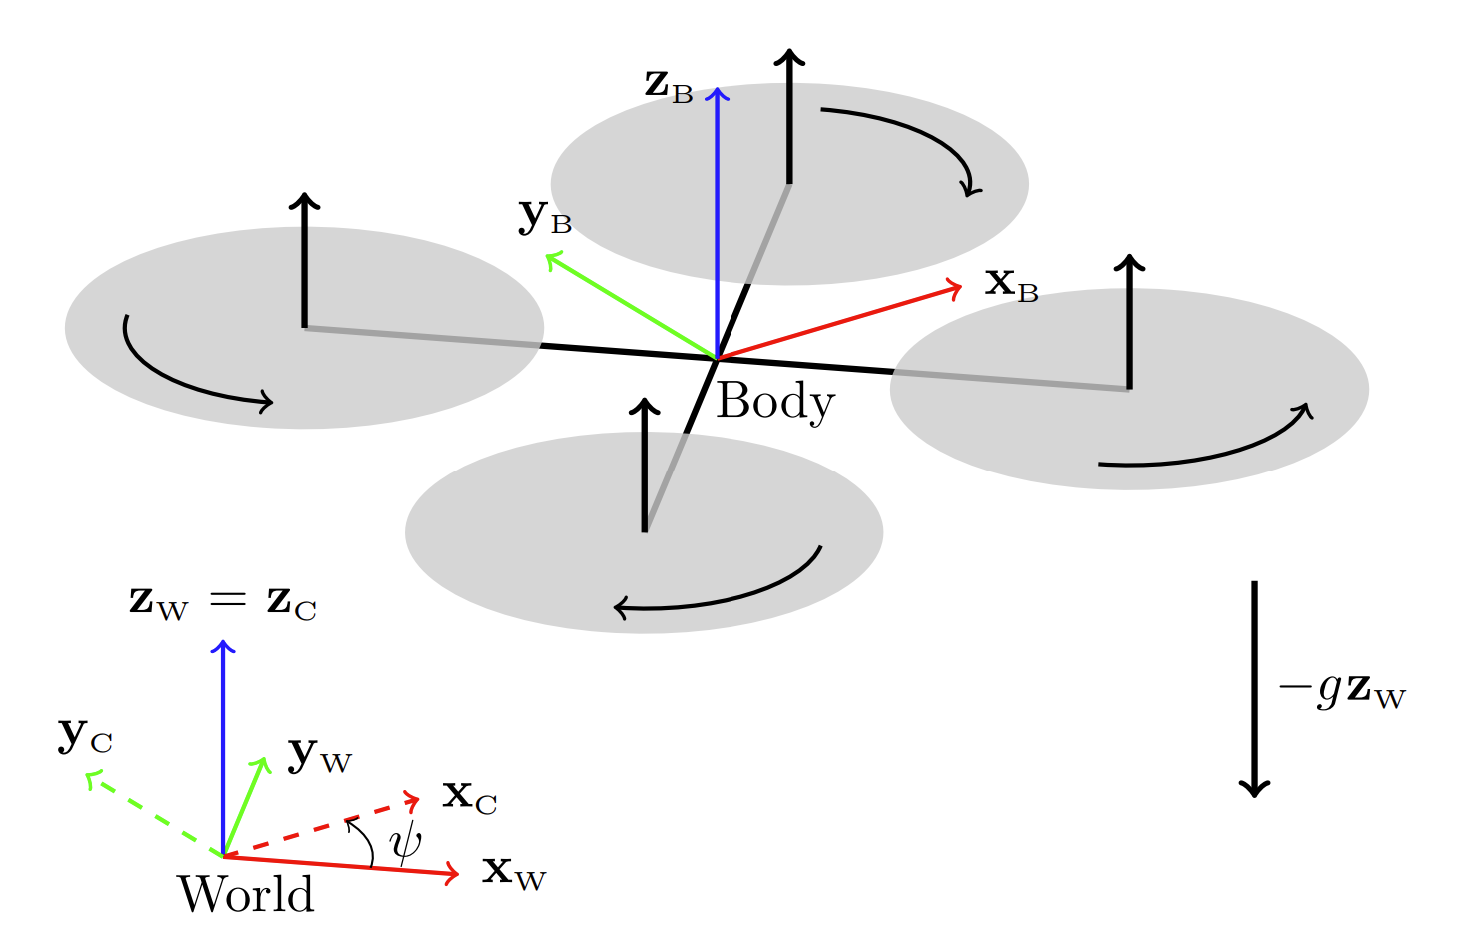 z_B
y_B
x_B
Body
z_W = z_C
y_C
y_W
x_C
ψ
x_W
World
−gz_W